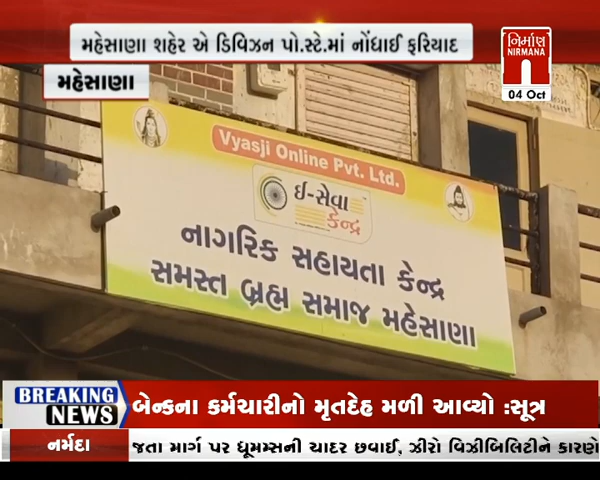 મહેસાણા શહેર એ ડિવિઝન પો.સ્ટે.માં નોંધાઈ ફરિયાદ
નિર્માણ
NIRMANA
04 Oct
મહેસાણા
Vyasji Online Pvt. Ltd.
ઈ-સેવા
કેન્દ્ર
નાગરિક સહાયતા કેન્દ્ર
સમસ્ત બ્રહ્મ સમાજ મહેસાણા
BREAKING
NEWS
બેન્કના કર્મચારીનો મૃતદેહ મળી આવ્યો :સૂત્ર
નર્મદા
જતા માર્ગ પર ધૂમ્મસની ચાદર છવાઈ, ઝીરો વિઝીબિલિટીને કારણે